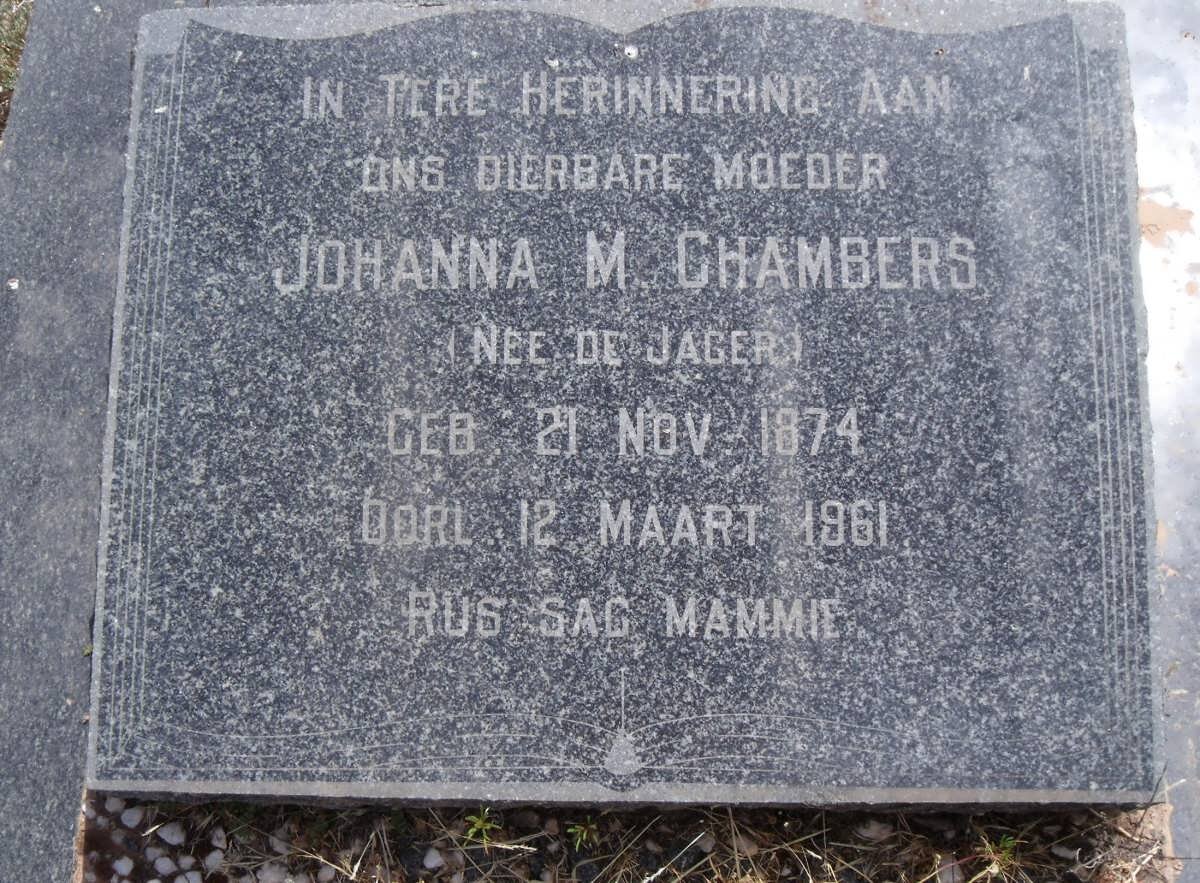 In Tere Herinnering Aan
ons dierbare moeder
Johanna M. Chambers
(Nee de Jager)
Geb. 21 Nov. 1874
Oorl. 12 Maart 1961
Rus sag mammie